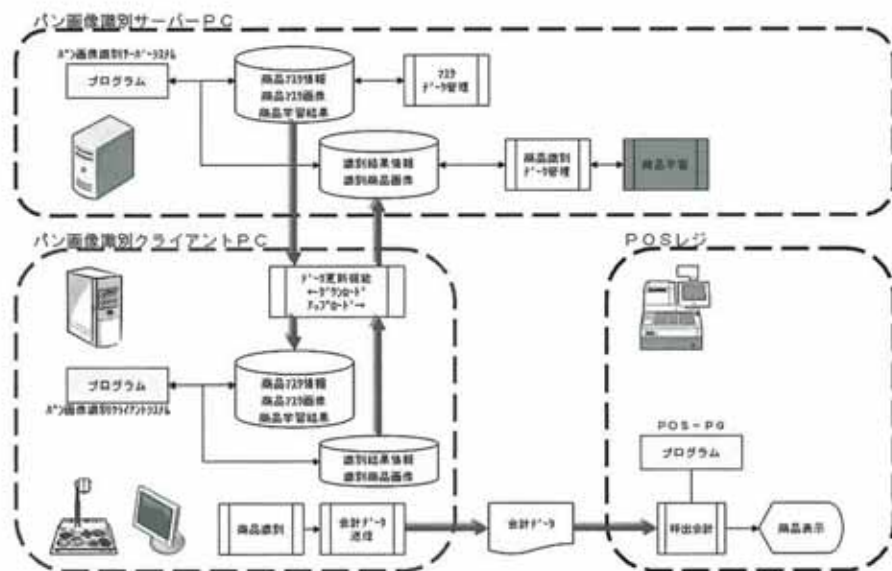 パン画像識別サーバーPC
パン画像識別サーバーシステム
プログラム
商品マスタ情報
商品マスタ画像
商品学習結果
マスタ
データ管理
識別結果情報
識別商品画像
商品識別
データ管理
商品学習
パン画像識別クライアントPC
POSレジ
データ更新機能
←ダウンロード
アップロード→
プログラム
パン画像識別クライアントシステム
商品マスタ情報
商品マスタ画像
商品学習結果
識別結果情報
識別商品画像
POS-PG
プログラム
商品識別
会計データ
送信
会計データ
呼出会計
商品表示